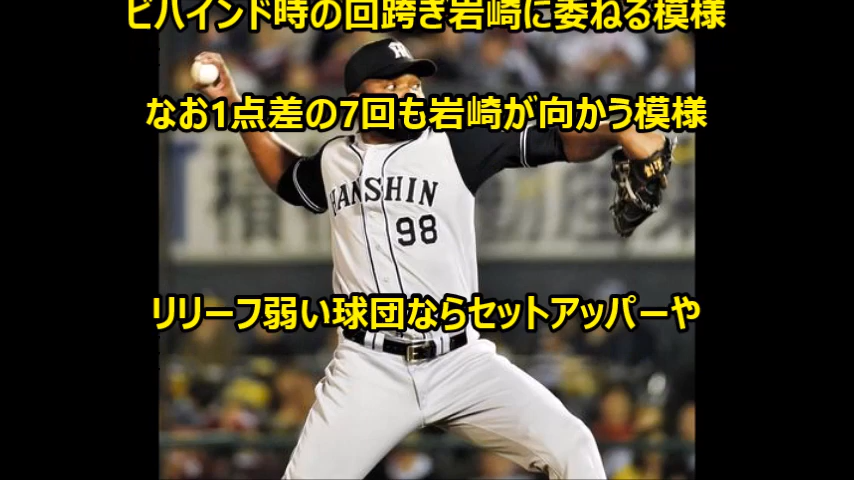 ビハインド時の回跨ぎ岩崎に委ねる模様
なお1点差の7回も岩崎が向かう模様
HANSHIN
98
リリーフ弱い球団ならセットアッパーや